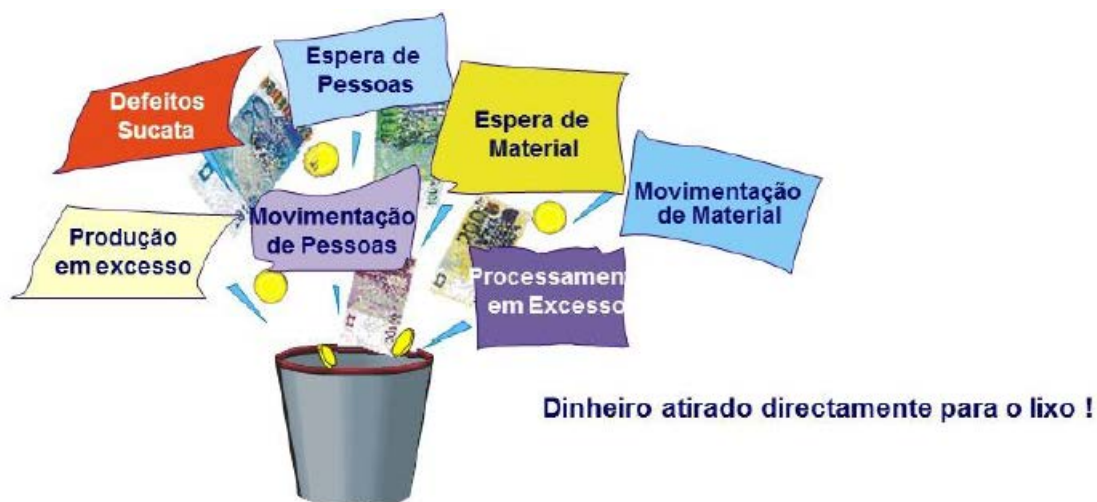 Espera de
Pessoas
Defeitos
Sucata
Espera de
Material
Movimentação
de Material
Movimentação
de Pessoas
Produção
em excesso
Processamen
em Excesso
Dinheiro atirado directamente para o lixo !